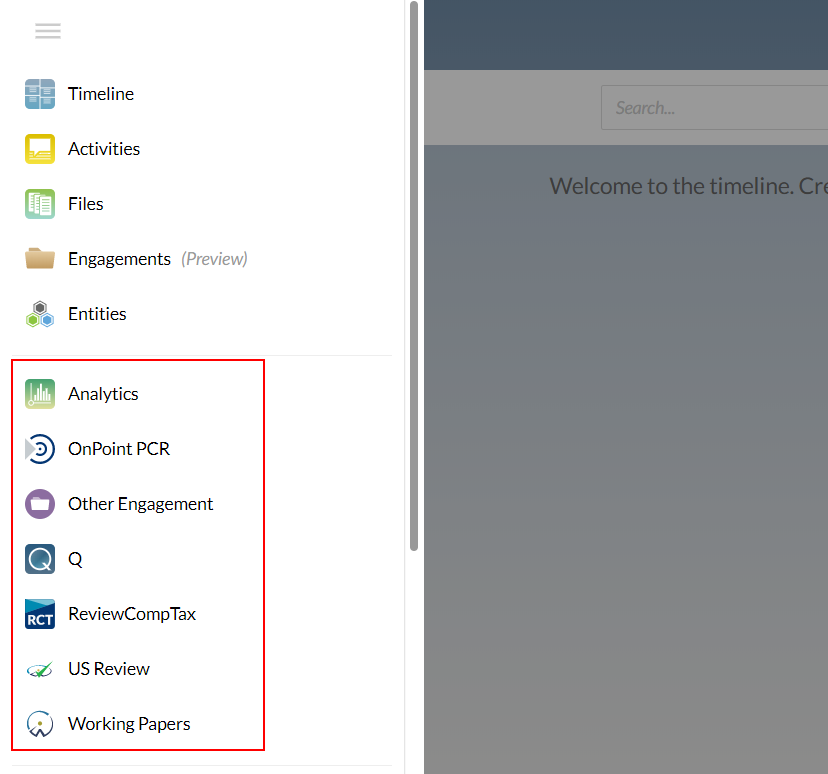 Timeline
Activities
Files
Engagements (Preview)
Entities
Analytics
OnPoint PCR
Other Engagement
Q
RCT
ReviewCompTax
US Review
Working Papers
Search...
Welcome to the timeline. Cre